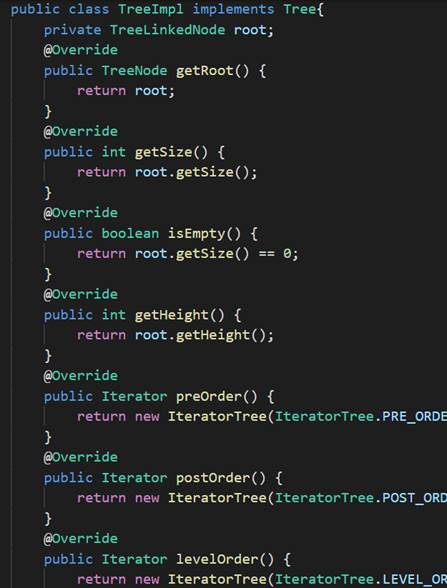 public class TreeImpl implements Tree{
private TreeLinkedNode root;
@Override
public TreeNode getRoot() {
return root;
}
@Override
public int getSize() {
return root.getSize();
}
@Override
public boolean isEmpty() {
return root.getSize() == 0;
}
@Override
public int getHeight() {
return root.getHeight();
}
@Override
public Iterator preOrder() {
return new IteratorTree(IteratorTree.PRE_ORDE
}
@Override
public Iterator postOrder() {
return new IteratorTree(IteratorTree.POST_ORD
}
@Override
public Iterator levelOrder() {
return new IteratorTree(IteratorTree.LEVEL_OR